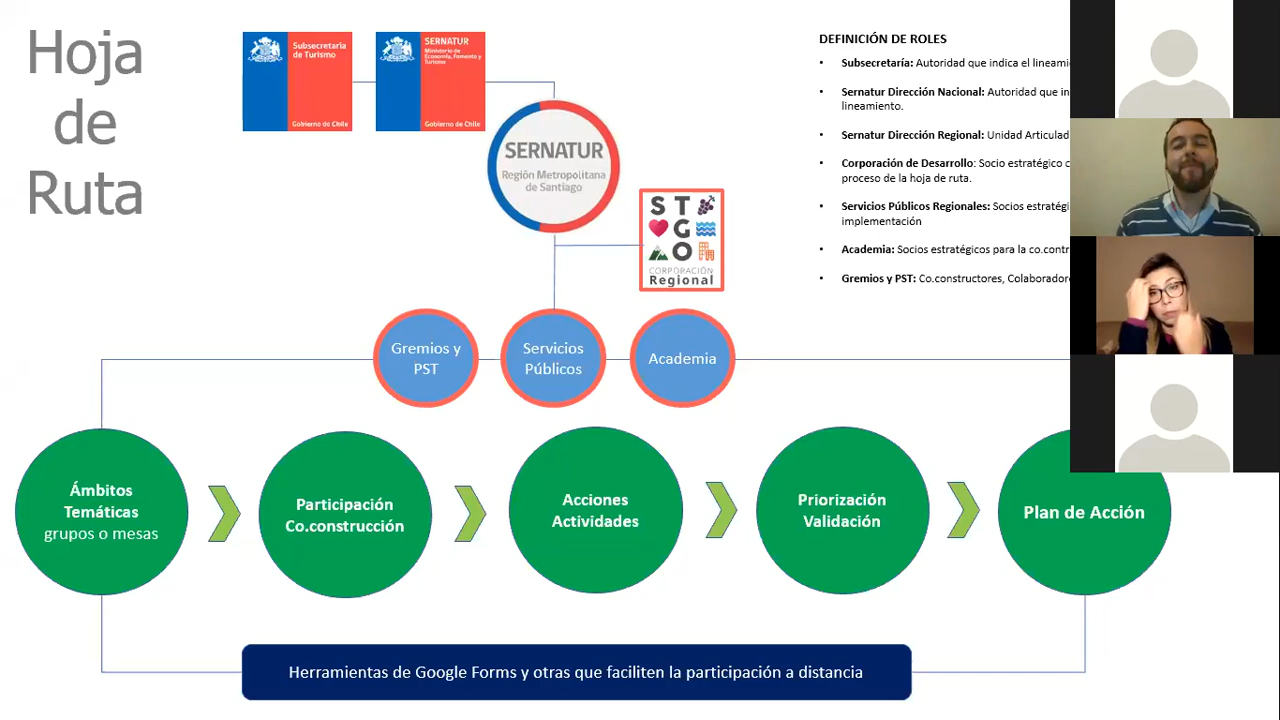 Hoja
de
Ruta
Subsecretaría
de Turismo
Gobierno de Chile
SERNATUR
Ministerio de
Economía, Fomento y
Turismo
Gobierno de Chile
SERNATUR
Región Metropolitana
de Santiago
S T
G
O
CORPORACIÓN
Regional
DEFINICIÓN DE ROLES
• Subsecretaría: Autoridad que indica el lineami
• Sernatur Dirección Nacional: Autoridad que in
lineamiento.
• Sernatur Dirección Regional: Unidad Articulad
• Corporación de Desarrollo: Socio estratégico c
proceso de la hoja de ruta.
• Servicios Públicos Regionales: Socios estratégi
implementación
• Academia: Socios estratégicos para la co.contr
• Gremios y PST: Co.constructores, Colaborador
Gremios y
PST
Servicios
Públicos
Academia
Ámbitos
Temáticas
grupos o mesas
Participación
Co.construcción
Acciones
Actividades
Priorización
Validación
Plan de Acción
Herramientas de Google Forms y otras que faciliten la participación a distancia